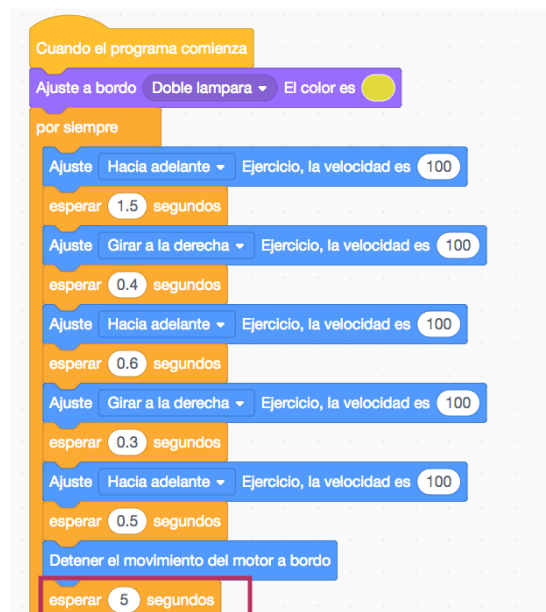 Cuando el programa comienza
Ajuste a bordo Doble lampara El color es
por siempre
Ajuste Hacia adelante Ejercicio, la velocidad es 100
esperar 1.5 segundos
Ajuste Girar a la derecha Ejercicio, la velocidad es 100
esperar 0.4 segundos
Ajuste Hacia adelante Ejercicio, la velocidad es 100
esperar 0.6 segundos
Ajuste Girar a la derecha Ejercicio, la velocidad es 100
esperar 0.3 segundos
Ajuste Hacia adelante Ejercicio, la velocidad es 100
esperar 0.5 segundos
Detener el movimiento del motor a bordo
esperar 5 segundos